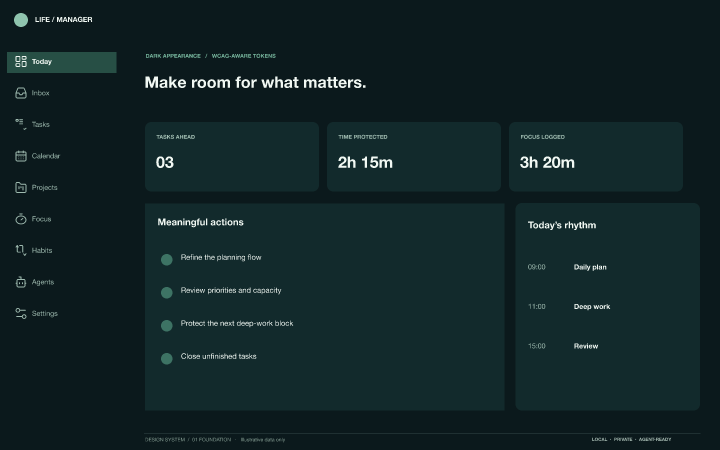 LIFE / MANAGER
Today
Inbox
Tasks
Calendar
Projects
Focus
Habits
Agents
Settings
DARK APPEARANCE / WCAG-AWARE TOKENS
Make room for what matters.
TASKS AHEAD
03
TIME PROTECTED
2h 15m
FOCUS LOGGED
3h 20m
Meaningful actions
Refine the planning flow
Review priorities and capacity
Protect the next deep-work block
Close unfinished tasks
Today’s rhythm
09:00 Daily plan
11:00 Deep work
15:00 Review
DESIGN SYSTEM / 01 FOUNDATION · Illustrative data only
LOCAL · PRIVATE · AGENT-READY